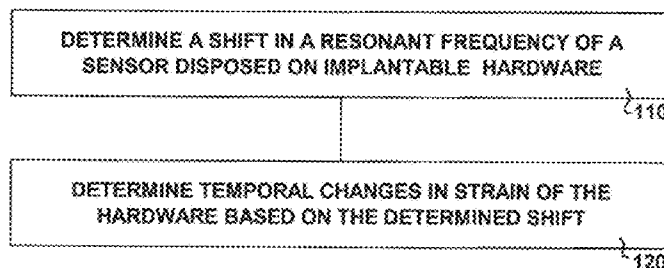 DETERMINE A SHIFT IN A RESONANT FREQUENCY OF A
SENSOR DISPOSED ON IMPLANTABLE HARDWARE
110
DETERMINE TEMPORAL CHANGES IN STRAIN OF THE
HARDWARE BASED ON THE DETERMINED SHIFT
120